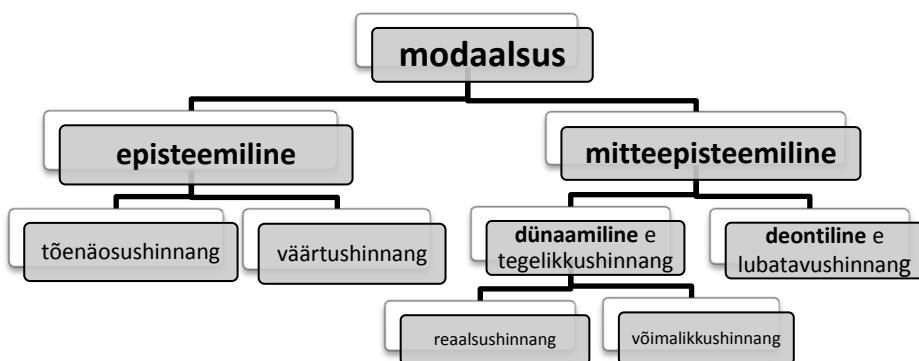 modaalsus
episteemiline
mitteepisteemiline
tõenäosushinnang
väärtushinnang
dünaamiline e
tegelikkushinnang
deontiline e
lubatavushinnang
reaalsushinnang
võimalikkushinnang